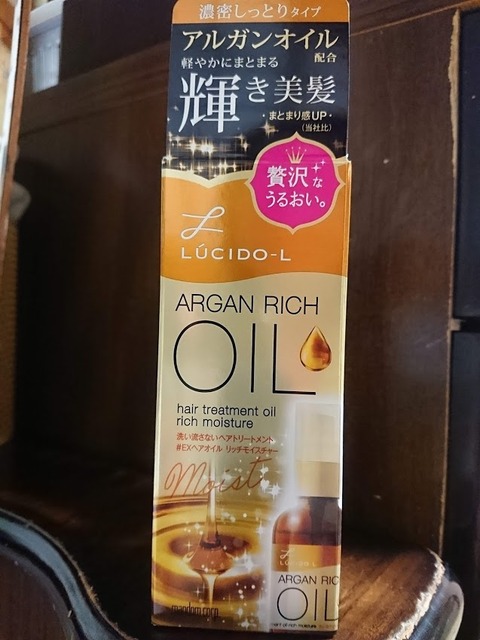 濃密しっとりタイプ
アルガンオイル
配合
軽やかにまとまる
輝き美髪
・まとまり感UP・
(当社比)
贅沢な
うるおい。
LÚCIDO-L
ARGAN RICH
OIL
hair treatment oil
rich moisture
洗い流さないヘアトリートメント
#EXヘアオイル リッチモイスチャー
Moist
LÚCIDO-L
ARGAN RIC
OIL
mandom corp.